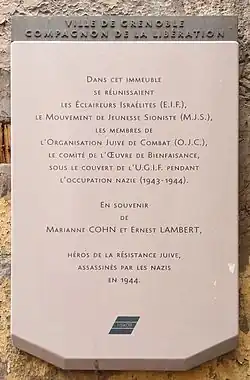 VILLE DE GRENOBLE
COMPAGNON DE LA LIBÉRATION
DANS CET IMMEUBLE
SE RÉUNISSAIENT
LES ÉCLAIREURS ISRAÉLITES (E.I.F.),
LE MOUVEMENT DE JEUNESSE SIONISTE (M.J.S.),
LES MEMBRES DE
L'ORGANISATION JUIVE DE COMBAT (O.J.C.),
LE COMITÉ DE L'ŒUVRE DE BIENFAISANCE,
SOUS LE COUVERT DE L'U.G.I.F. PENDANT
L'OCCUPATION NAZIE (1943-1944).
EN SOUVENIR
DE
MARIANNE COHN ET ERNEST LAMBERT,
HÉROS DE LA RÉSISTANCE JUIVE,
ASSASSINÉS PAR LES NAZIS
EN 1944.